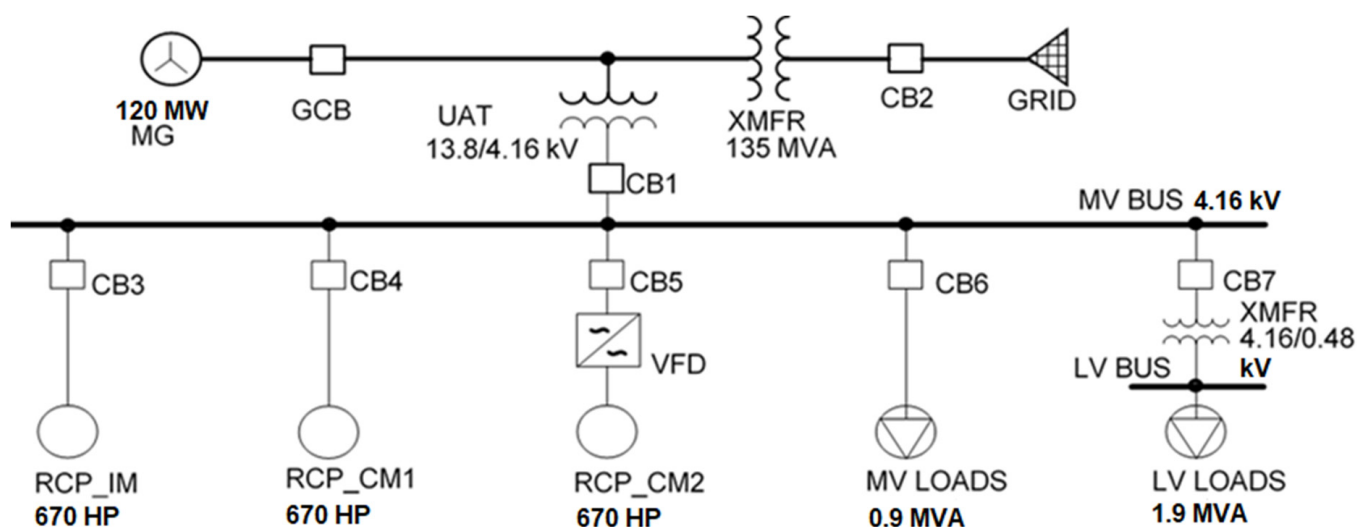 120 MW
MG
GCB
UAT
13.8/4.16 kV
XMFR
135 MVA
CB2
GRID
CB1
MV BUS 4.16 kV
CB3
CB4
CB5
CB6
CB7
VFD
XMFR
4.16/0.48
kV
LV BUS
RCP_IM
670 HP
RCP_CM1
670 HP
RCP_CM2
670 HP
MV LOADS
0.9 MVA
LV LOADS
1.9 MVA